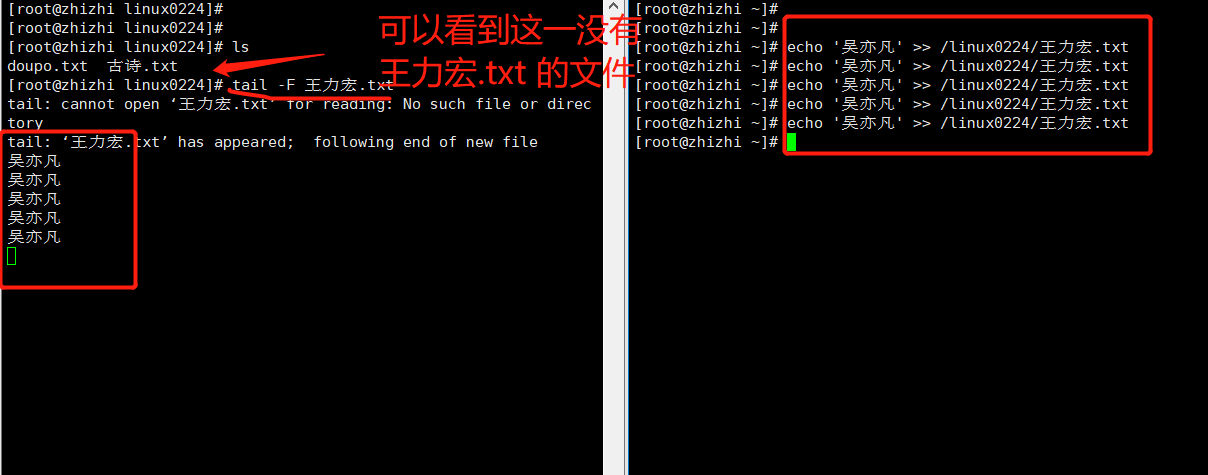 [root@zhizhi linux0224]#
[root@zhizhi linux0224]#
[root@zhizhi linux0224]# ls
doupo.txt  古诗.txt
[root@zhizhi linux0224]# tail -F 王力宏.txt
tail: cannot open ‘王力宏.txt’ for reading: No such file or direc
tory
tail: ‘王力宏.txt’ has appeared;  following end of new file
吴亦凡
吴亦凡
吴亦凡
吴亦凡
吴亦凡
可以看到这一没有
王力宏.txt 的文件
[root@zhizhi ~]#
[root@zhizhi ~]#
[root@zhizhi ~]# echo '吴亦凡' >> /linux0224/王力宏.txt
[root@zhizhi ~]# echo '吴亦凡' >> /linux0224/王力宏.txt
[root@zhizhi ~]# echo '吴亦凡' >> /linux0224/王力宏.txt
[root@zhizhi ~]# echo '吴亦凡' >> /linux0224/王力宏.txt
[root@zhizhi ~]# echo '吴亦凡' >> /linux0224/王力宏.txt
[root@zhizhi ~]#